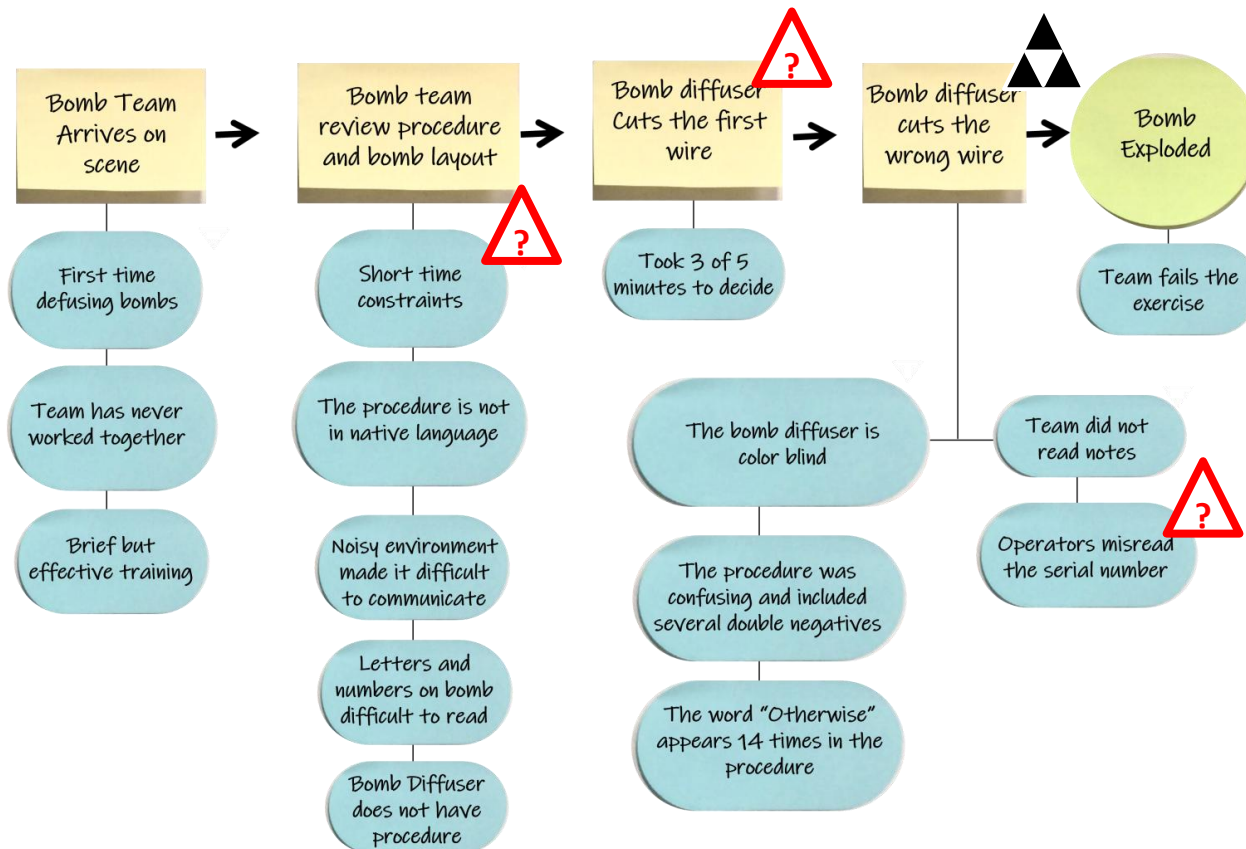 Bomb Team
Arrives on
scene
Bomb team
review procedure
and bomb layout
?
Bomb diffuser
Cuts the first
wire
?
Bomb diffuser
cuts the
wrong wire
Bomb
Exploded
First time
defusing bombs
Team has never
worked together
Brief but
effective training
Short time
constraints
The procedure is not
in native language
Noisy environment
made it difficult
to communicate
Letters and
numbers on bomb
difficult to read
Bomb Diffuser
does not have
procedure
Took 3 of 5
minutes to decide
The bomb diffuser is
color blind
The procedure was
confusing and included
several double negatives
The word "Otherwise"
appears 14 times in the
procedure
Team did not
read notes
?
Operators misread
the serial number
Team fails the
exercise